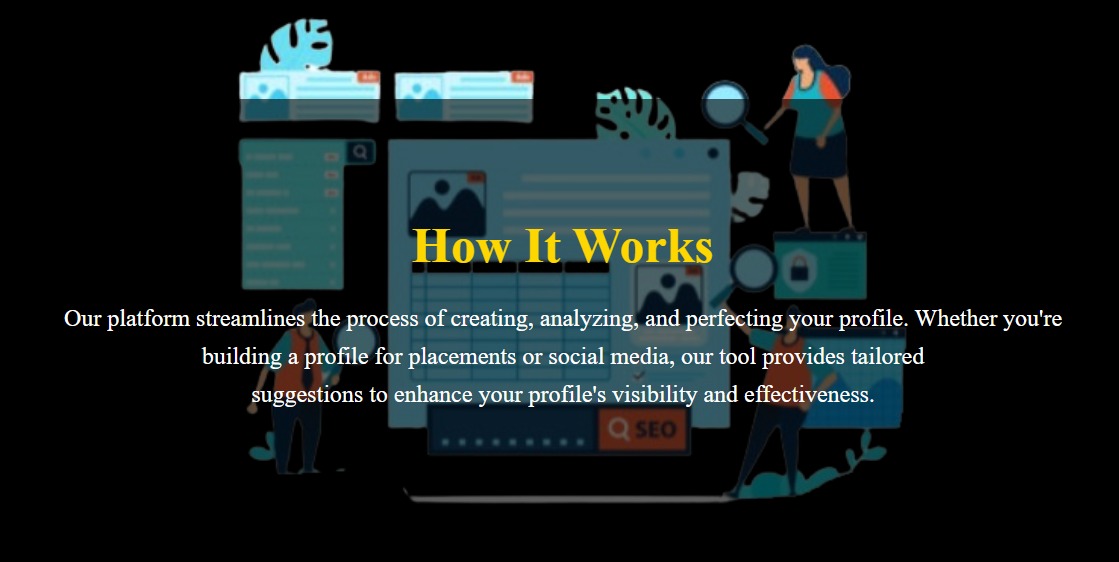 How It Works
Our platform streamlines the process of creating, analyzing, and perfecting your profile. Whether you're
building a profile for placements or social media, our tool provides tailored
suggestions to enhance your profile's visibility and effectiveness.
SEO